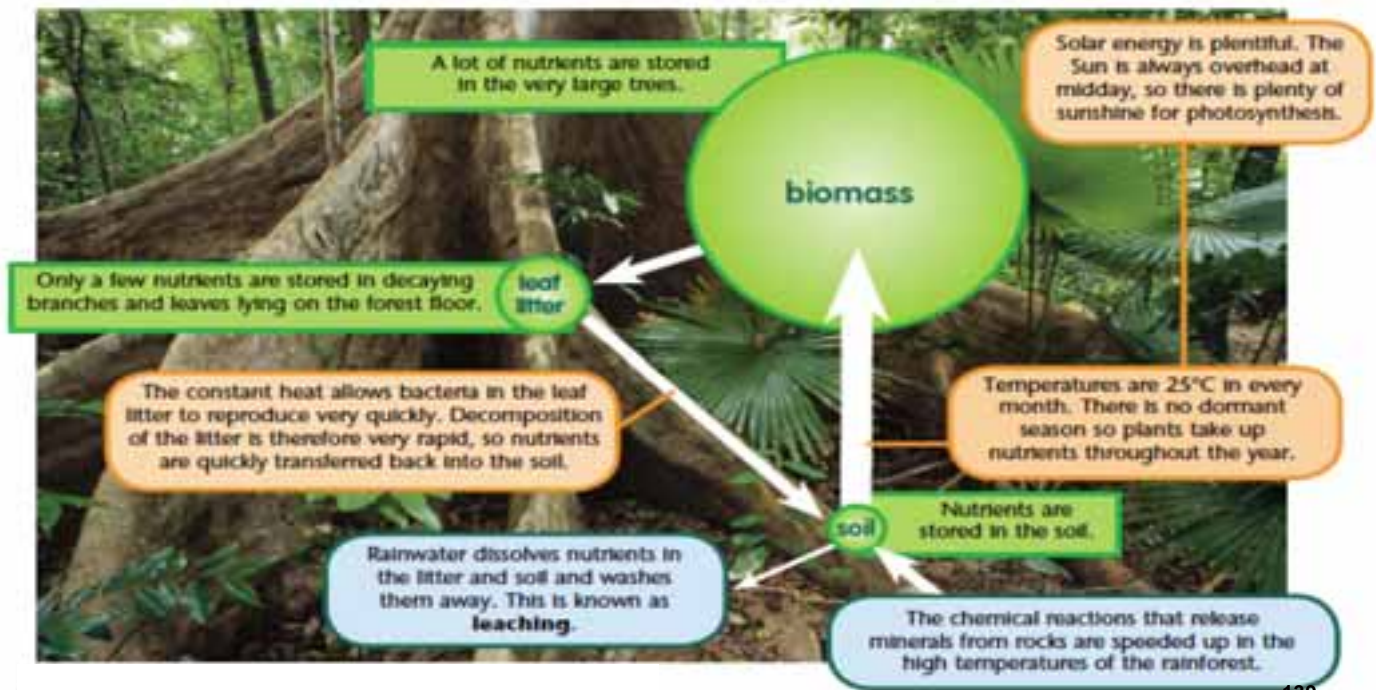 A lot of nutrients are stored
in the very large trees.
Solar energy is plentiful. The
Sun is always overhead at
midday, so there is plenty of
sunshine for photosynthesis.
biomass
Only a few nutrients are stored in decaying
branches and leaves lying on the forest floor.
leaf
litter
The constant heat allows bacteria in the leaf
litter to reproduce very quickly. Decomposition
of the litter is therefore very rapid, so nutrients
are quickly transferred back into the soil.
Temperatures are 25°C in every
month. There is no dormant
season so plants take up
nutrients throughout the year.
soil
Nutrients are
stored in the soil.
Rainwater dissolves nutrients in
the litter and soil and washes
them away. This is known as
leaching.
The chemical reactions that release
minerals from rocks are speeded up in the
high temperatures of the rainforest.